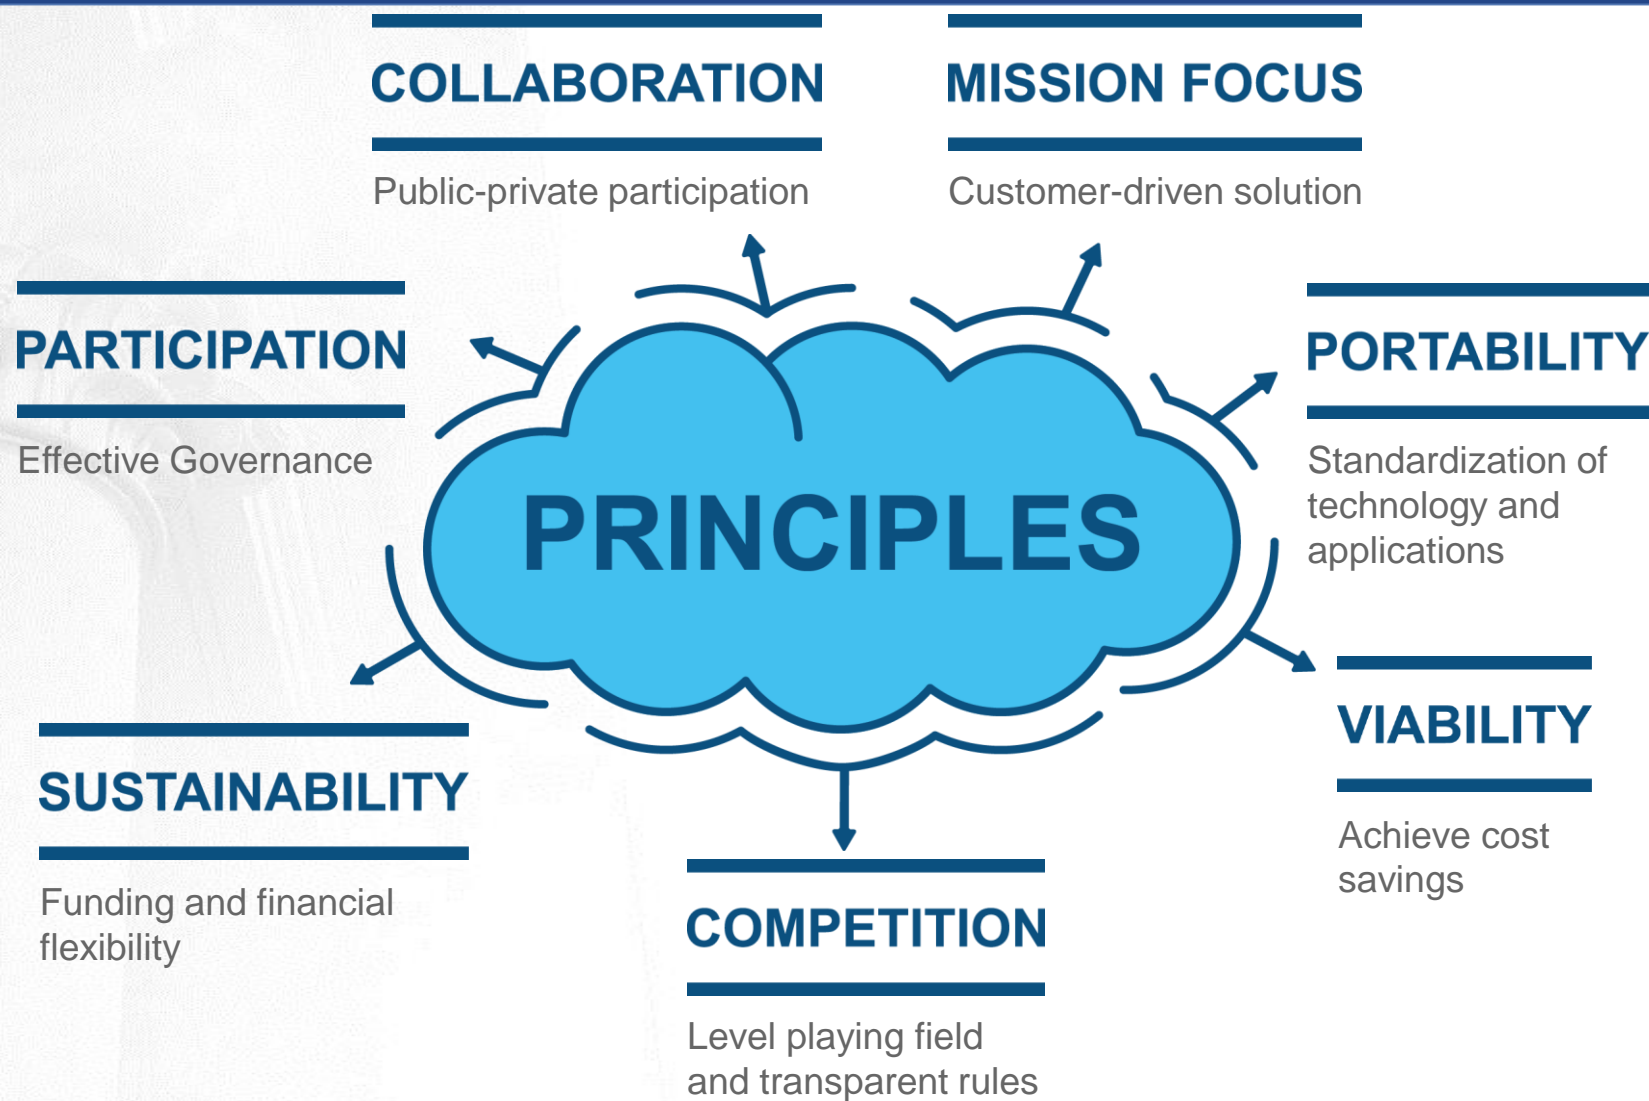 COLLABORATION
Public-private participation
MISSION FOCUS
Customer-driven solution
PARTICIPATION
Effective Governance
PORTABILITY
Standardization of
technology and
applications
PRINCIPLES
VIABILITY
Achieve cost
savings
SUSTAINABILITY
Funding and financial
flexibility
COMPETITION
Level playing field
and transparent rules